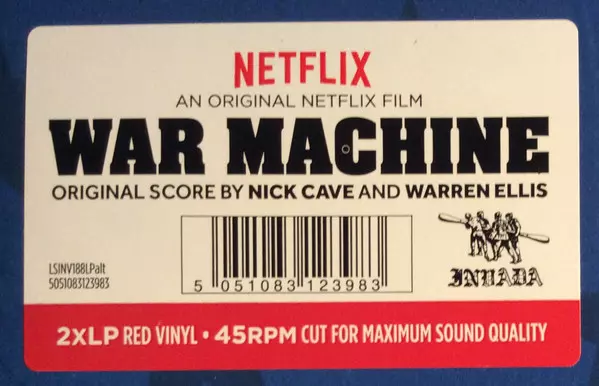 NETFLIX
AN ORIGINAL NETFLIX FILM
WAR MACHINE
ORIGINAL SCORE BY NICK CAVE AND WARREN ELLIS
LSINV188LPalt
5051083123983
5 051083 123983
INVADA
2XLP RED VINYL • 45RPM CUT FOR MAXIMUM SOUND QUALITY